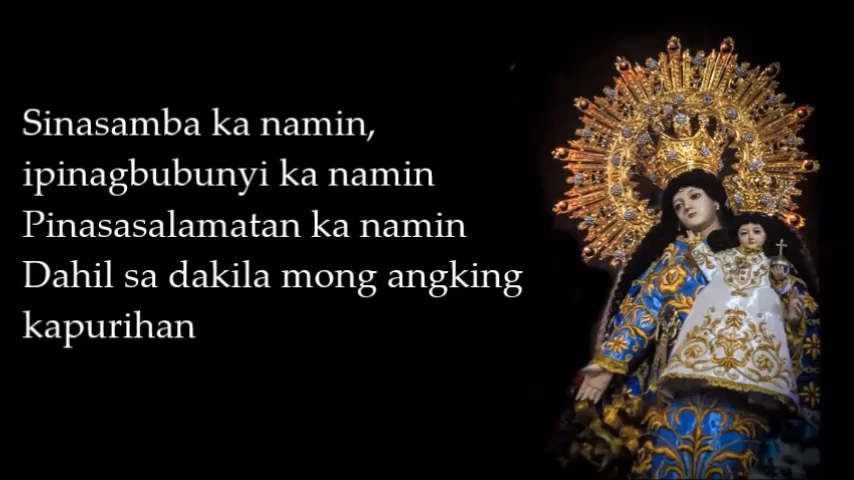 Sinasamba ka namin,
ipinagbubunyi ka namin
Pinasasalamatan ka namin
Dahil sa dakila mong angking
kapurihan